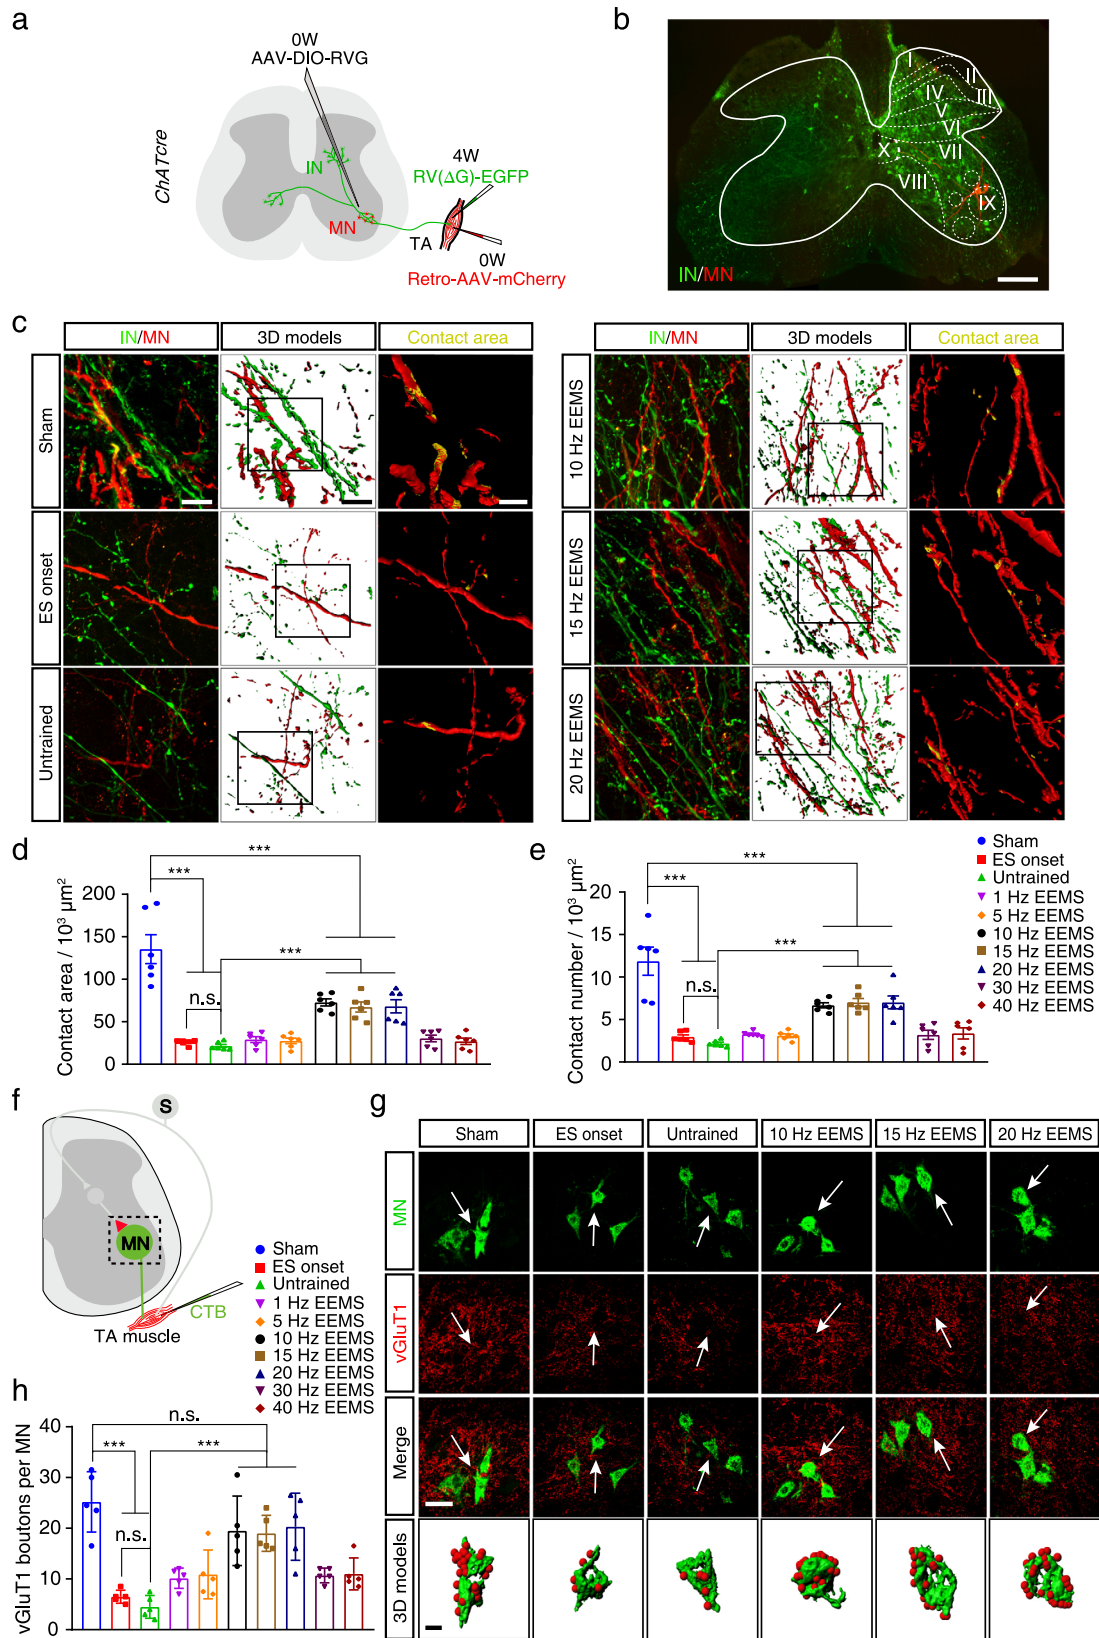 a
0W
AAV-DIO-RVG
ChATcre
IN
MN
4W
RV(ΔG)-EGFP
TA
0W
Retro-AAV-mCherry
b
I
II
III
IV
V
VI
VII
X
VIII
IX
IN/MN
c
IN/MN
3D models
Contact area
Sham
ES onset
Untrained
IN/MN
3D models
Contact area
10 Hz EEMS
15 Hz EEMS
20 Hz EEMS
d
Contact area / 10³ µm²
200
150
100
50
0
***
***
***
n.s.
e
Contact number / 10³ µm²
20
15
10
5
0
***
***
***
n.s.
Sham
ES onset
Untrained
1 Hz EEMS
5 Hz EEMS
10 Hz EEMS
15 Hz EEMS
20 Hz EEMS
30 Hz EEMS
40 Hz EEMS
f
S
MN
CTB
TA muscle
Sham
ES onset
Untrained
1 Hz EEMS
5 Hz EEMS
10 Hz EEMS
15 Hz EEMS
20 Hz EEMS
30 Hz EEMS
40 Hz EEMS
g
Sham
ES onset
Untrained
10 Hz EEMS
15 Hz EEMS
20 Hz EEMS
MN
vGluT1
Merge
3D models
h
vGluT1 boutons per MN
40
30
20
10
0
n.s.
***
***
n.s.